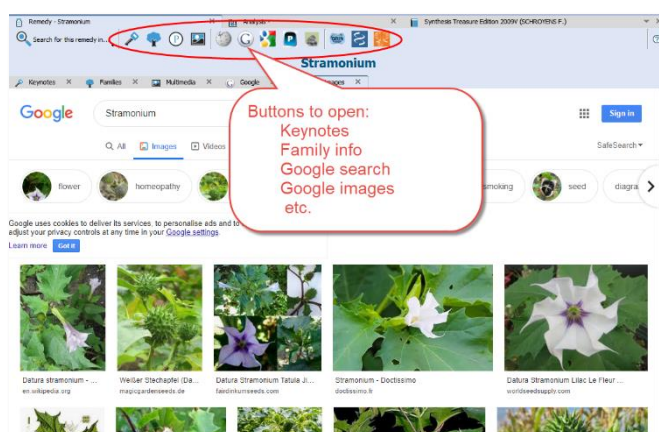 Remedy - Stramonium
Analysis -
Synthesis Treasure Edition 2009V (SCHROYENS F.)
Search for this remedy in...
Stramonium
Keynotes
Families
Multimedia
Google
Buttons to open:
Keynotes
Family info
Google search
Google images
etc.
Google
Stramonium
Sign in
All
Images
Videos
SafeSearch
flower
homeopathy
smoking
seed
diagra
Google uses cookies to deliver its services, to personalise ads and to
adjust your privacy controls at any time in your Google settings.
Learn more
Got it
Datura stramonium - ...
en.wikipedia.org
Weißer Stechapfel (Da...
magicgardenseeds.de
Datura Stramonium Tatula Ji...
fairdinkumseeds.com
Stramonium - Doctissimo
doctissimo.fr
Datura Stramonium Lilac Le Fleur ...
worldseedsupply.com